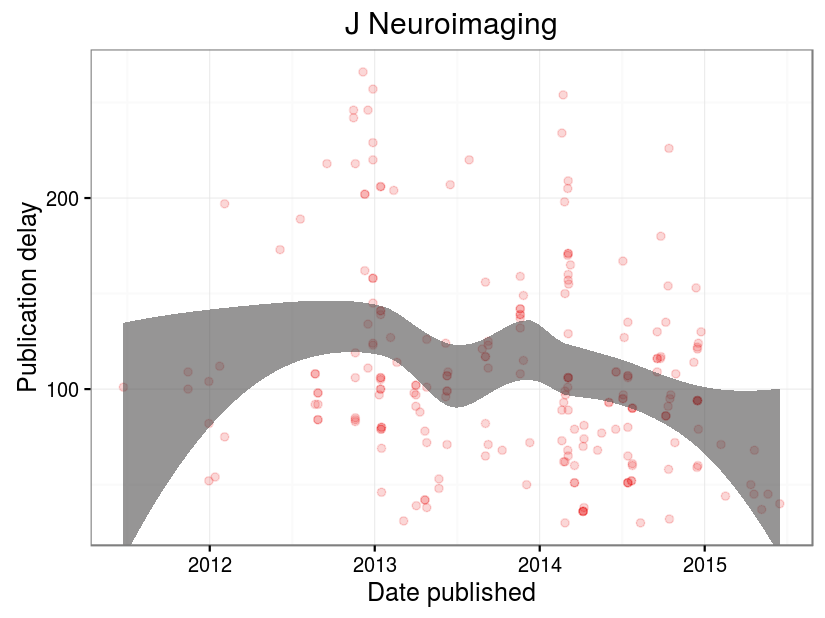 J Neuroimaging
Publication delay
200
100
2012 2013 2014 2015
Date published